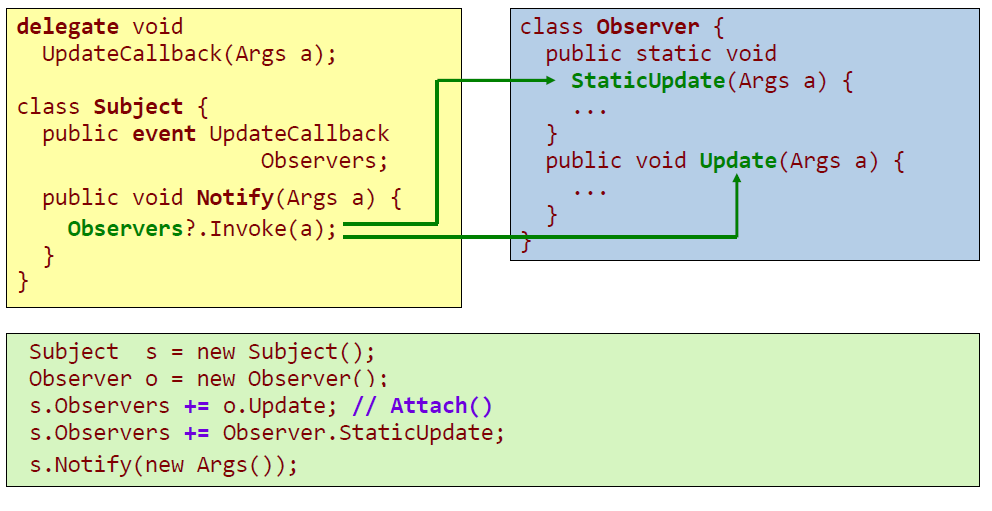 delegate void
UpdateCallback(Args a);
class Subject {
public event UpdateCallback
Observers;
public void Notify(Args a) {
Observers?.Invoke(a);
}
}
class Observer {
public static void
StaticUpdate(Args a) {
...
}
public void Update(Args a) {
...
}
}
Subject  s = new Subject();
Observer o = new Observer();
s.Observers += o.Update; // Attach()
s.Observers += Observer.StaticUpdate;
s.Notify(new Args());